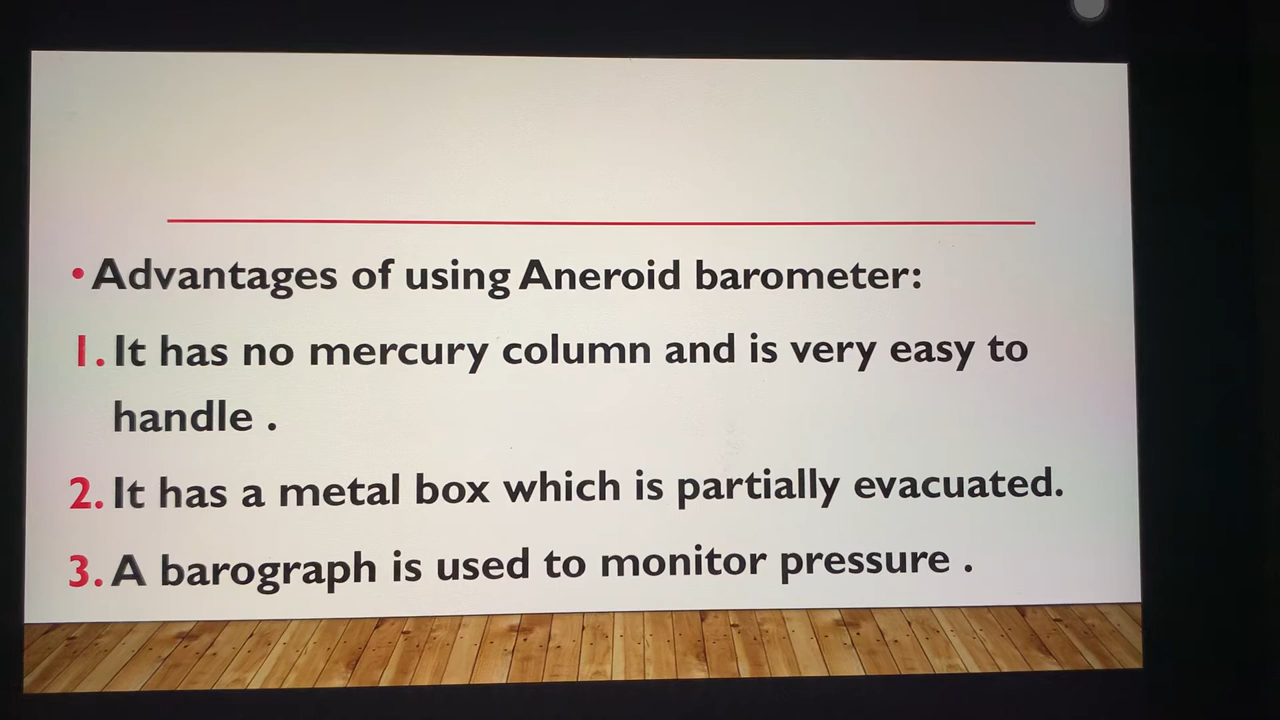 • Advantages of using Aneroid barometer:
1. It has no mercury column and is very easy to
handle .
2. It has a metal box which is partially evacuated.
3. A barograph is used to monitor pressure .